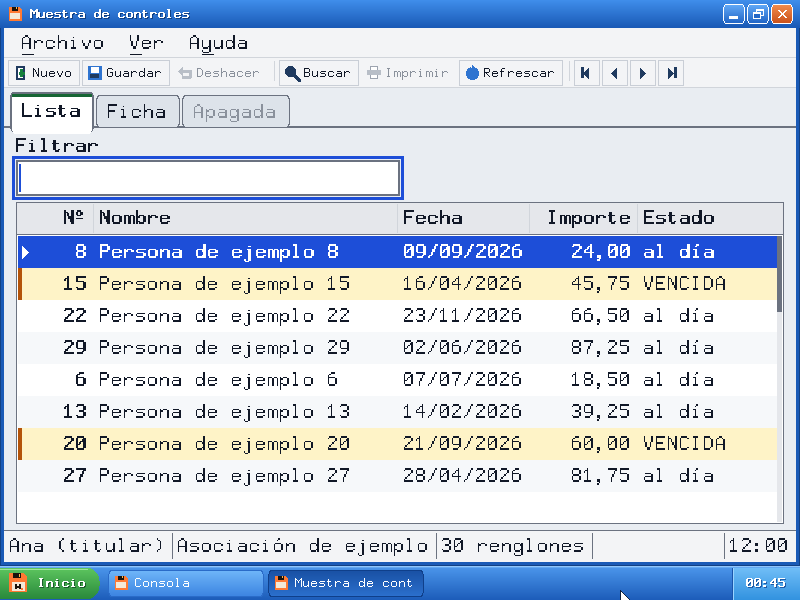 Muestra de controles
Archivo Ver Ayuda
Nuevo Guardar Deshacer Buscar Imprimir Refrescar
Lista Ficha Apagada
Filtrar
Nº Nombre Fecha Importe Estado
8 Persona de ejemplo 8 09/09/2026 24,00 al día
15 Persona de ejemplo 15 16/04/2026 45,75 VENCIDA
22 Persona de ejemplo 22 23/11/2026 66,50 al día
29 Persona de ejemplo 29 02/06/2026 87,25 al día
6 Persona de ejemplo 6 07/07/2026 18,50 al día
13 Persona de ejemplo 13 14/02/2026 39,25 al día
20 Persona de ejemplo 20 21/09/2026 60,00 VENCIDA
27 Persona de ejemplo 27 28/04/2026 81,75 al día
Ana (titular) Asociación de ejemplo 30 renglones 12:00
Inicio Consola Muestra de cont 00:45